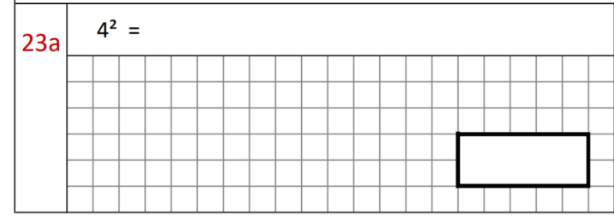 23a
4² =